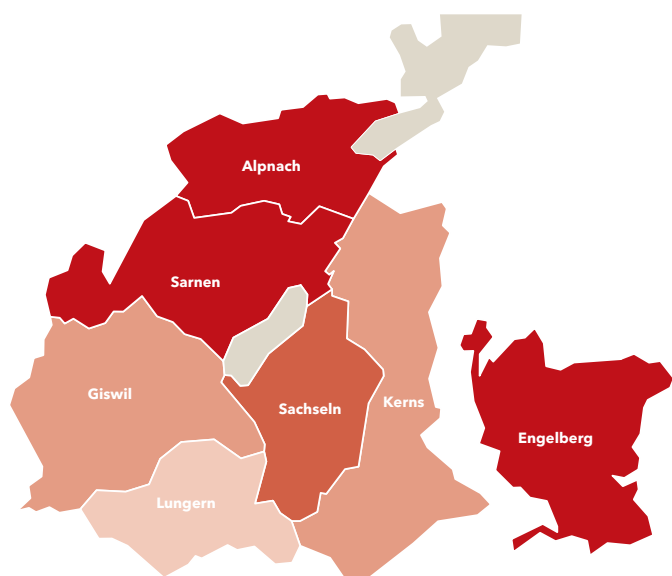 Alpnach
Sarnen
Giswil
Sachseln
Kerns
Engelberg
Lungern